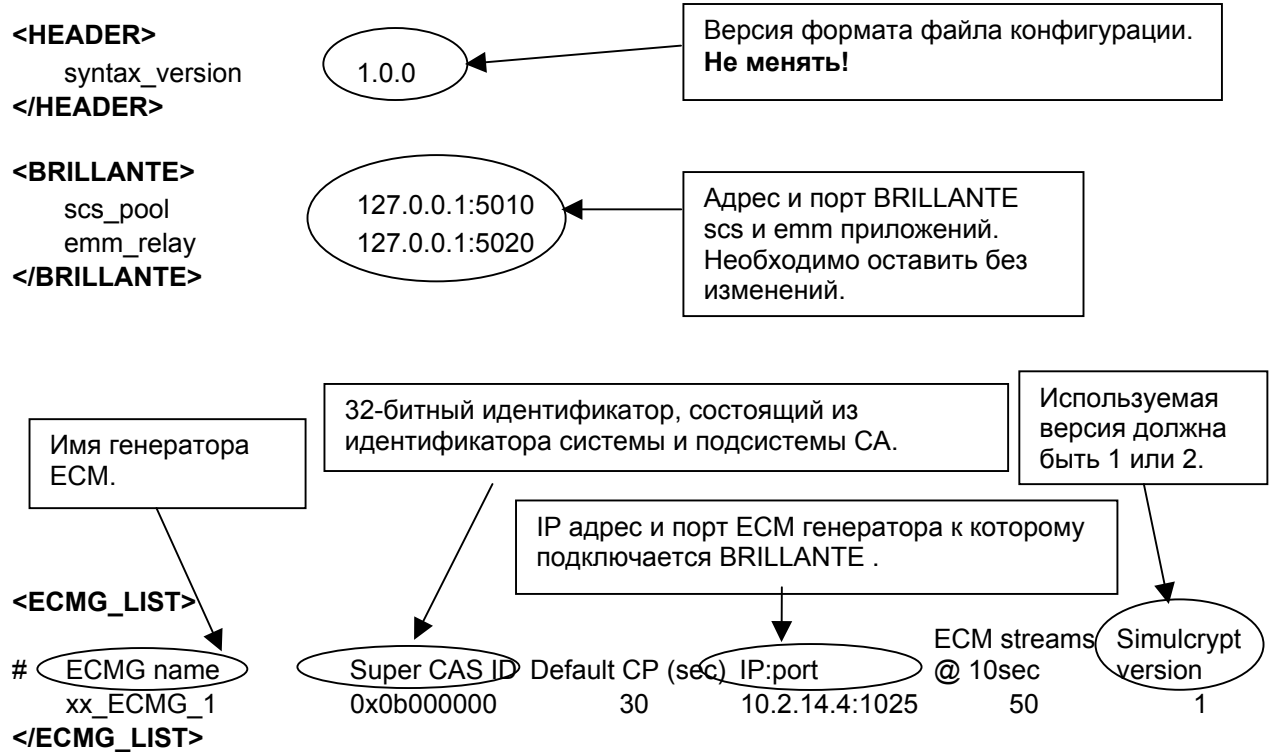 <HEADER>
syntax_version 1.0.0
</HEADER>
Версия формата файла конфигурации.
Не менять!
<BRILLANTE>
scs_pool 127.0.0.1:5010
emm_relay 127.0.0.1:5020
</BRILLANTE>
Адрес и порт BRILLANTE
scs и emm приложений.
Необходимо оставить без
изменений.
Имя генератора
ECM.
32-битный идентификатор, состоящий из
идентификатора системы и подсистемы CA.
Используемая
версия должна
быть 1 или 2.
IP адрес и порт ECM генератора к которому
подключается BRILLANTE .
<ECMG_LIST>
ECM streams Simulcrypt
# ECMG name Super CAS ID Default CP (sec) IP:port @ 10sec version
xx_ECMG_1 0x0b000000 30 10.2.14.4:1025 50 1
</ECMG_LIST>